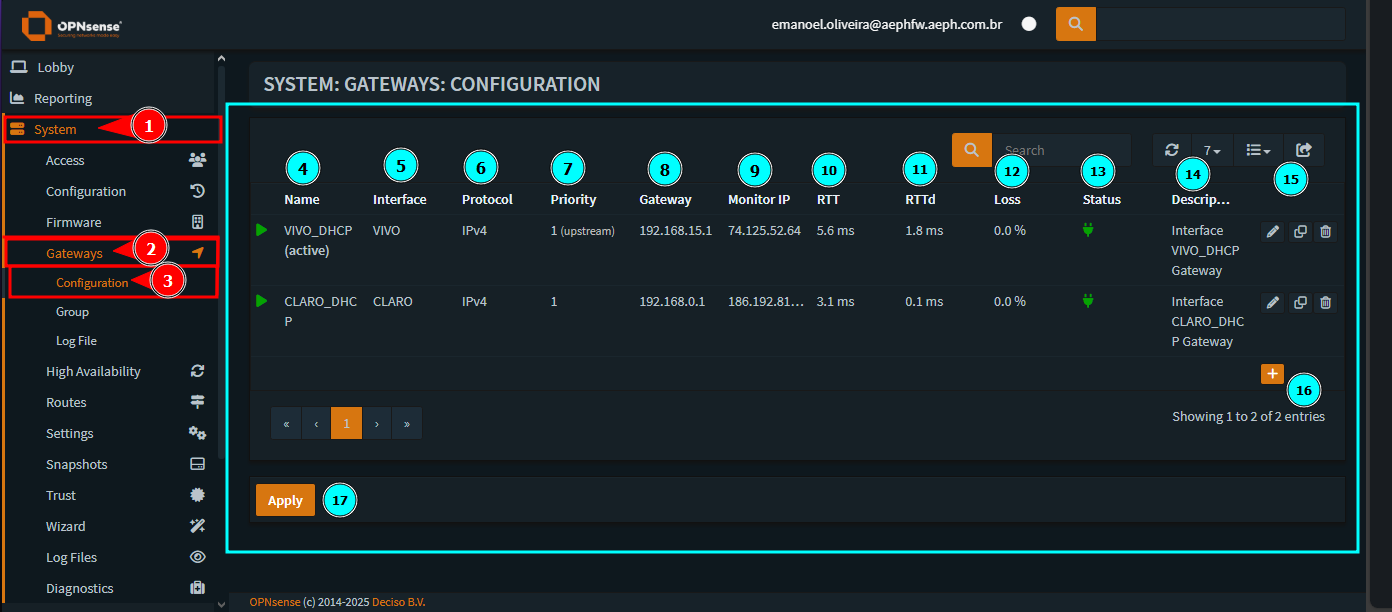 OPNsense®
securing networks made easy
emanoel.oliveira@aephfw.aeph.com.br
Lobby
Reporting
System
1
Access
Configuration
Firmware
Gateways
2
Configuration
3
Group
Log File
High Availability
Routes
Settings
Snapshots
Trust
Wizard
Log Files
Diagnostics
SYSTEM: GATEWAYS: CONFIGURATION
Search
7
4 5 6 7 8 9 10 11 12 13 14 15
Name Interface Protocol Priority Gateway Monitor IP RTT RTTd Loss Status Descrip...
VIVO_DHCP VIVO IPv4 1 (upstream) 192.168.15.1 74.125.52.64 5.6 ms 1.8 ms 0.0 % Interface
(active) VIVO_DHCP
Gateway
CLARO_DHC CLARO IPv4 1 192.168.0.1 186.192.81... 3.1 ms 0.1 ms 0.0 % Interface
P CLARO_DHC
P Gateway
+
16
« ‹ 1 › »
Showing 1 to 2 of 2 entries
Apply
17
OPNsense (c) 2014-2025 Deciso B.V.